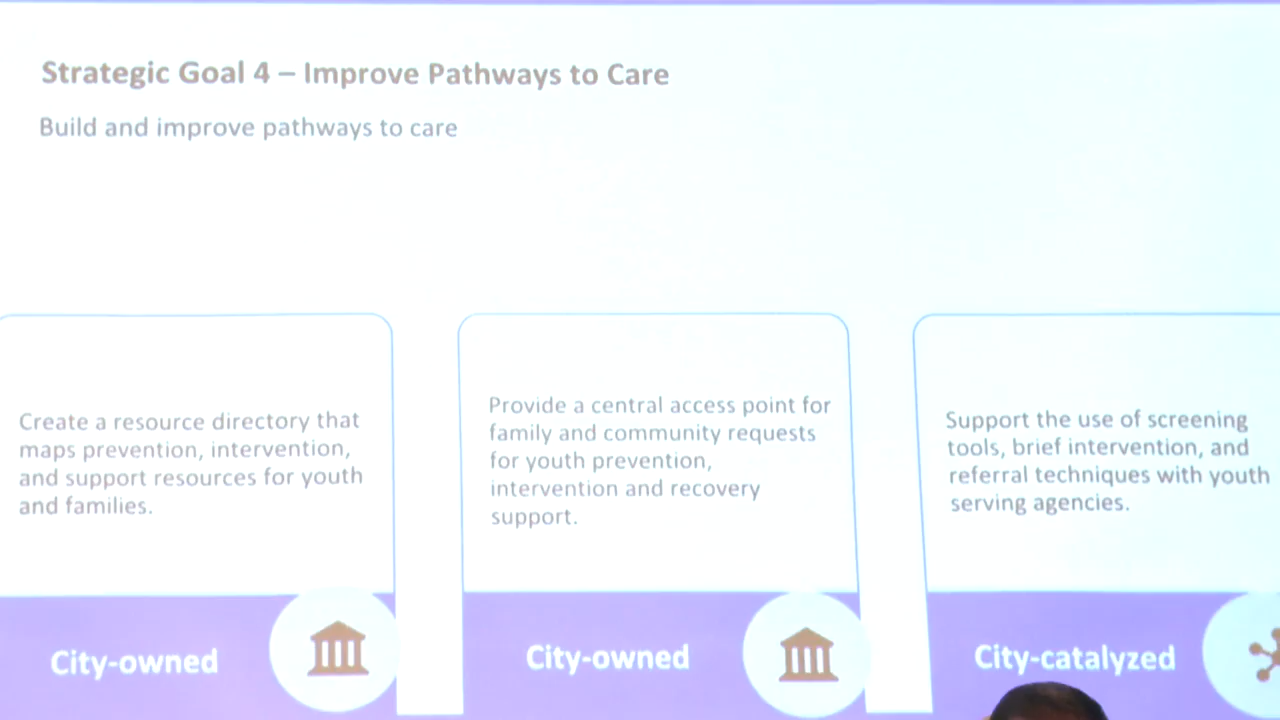 Strategic Goal 4 – Improve Pathways to Care
Build and improve pathways to care
Create a resource directory that
maps prevention, intervention,
and support resources for youth
and families.
City-owned
Provide a central access point for
family and community requests
for youth prevention,
intervention and recovery
support.
City-owned
Support the use of screening
tools, brief intervention, and
referral techniques with youth
serving agencies.
City-catalyzed